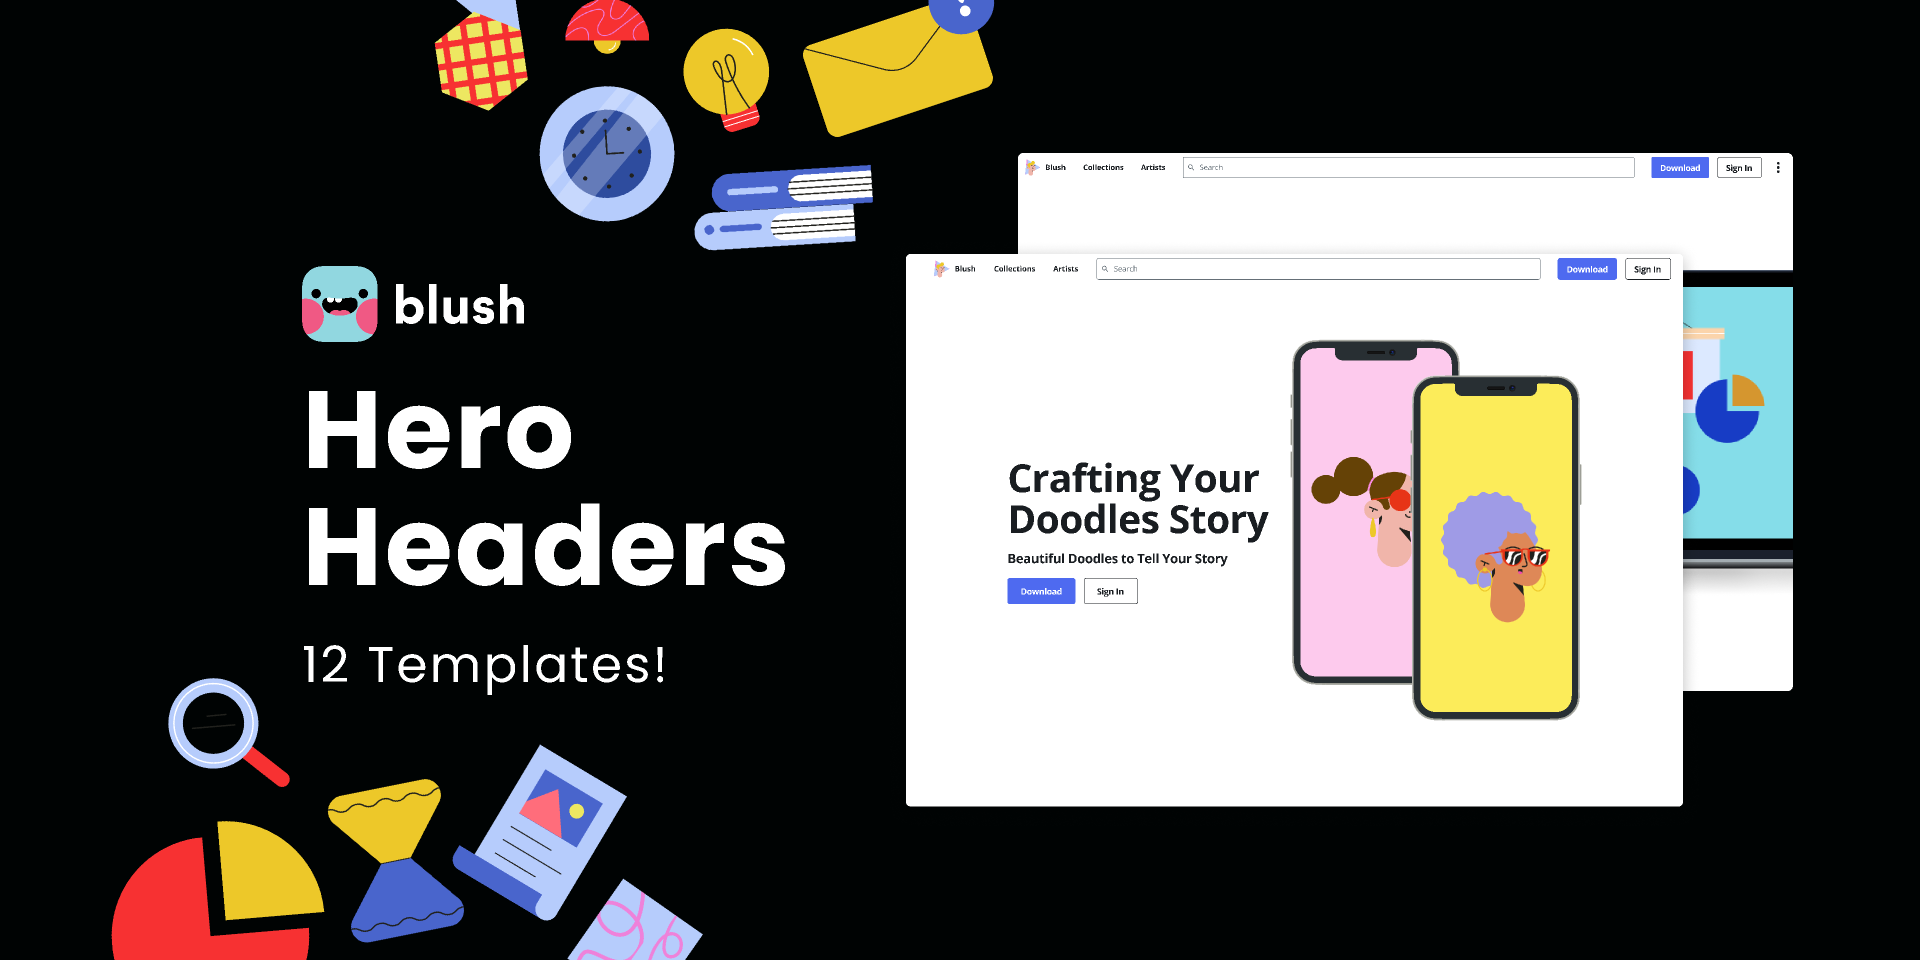 blush
Hero
Headers
12 Templates!
Blush Collections Artists Search Download Sign In
Blush Collections Artists Search Download Sign In
Crafting Your
Doodles Story
Beautiful Doodles to Tell Your Story
Download Sign In